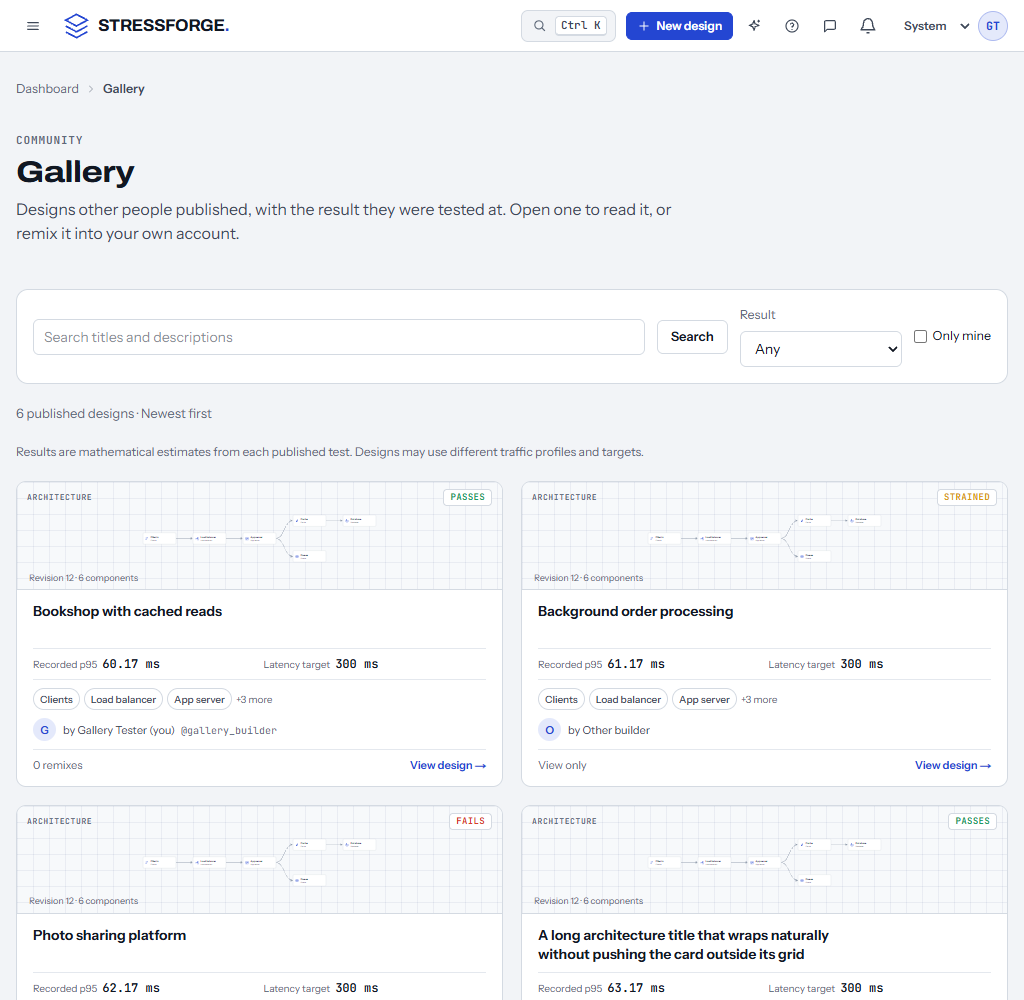 STRESSFORGE.
Ctrl K
New design
System
GT
Dashboard
Gallery
COMMUNITY
Gallery
Designs other people published, with the result they were tested at. Open one to read it, or
remix it into your own account.
Result
Search titles and descriptions
Search
Any
Only mine
6 published designs · Newest first
Results are mathematical estimates from each published test. Designs may use different traffic profiles and targets.
ARCHITECTURE
PASSES
Revision 12 · 6 components
Bookshop with cached reads
Recorded p95 60.17 ms
Latency target 300 ms
Clients
Load balancer
App server
+3 more
G
by Gallery Tester (you) @gallery_builder
0 remixes
View design →
ARCHITECTURE
STRAINED
Revision 12 · 6 components
Background order processing
Recorded p95 61.17 ms
Latency target 300 ms
Clients
Load balancer
App server
+3 more
O
by Other builder
View only
View design →
ARCHITECTURE
FAILS
Revision 12 · 6 components
Photo sharing platform
Recorded p95 62.17 ms
Latency target 300 ms
ARCHITECTURE
PASSES
Revision 12 · 6 components
A long architecture title that wraps naturally
without pushing the card outside its grid
Recorded p95 63.17 ms
Latency target 300 ms